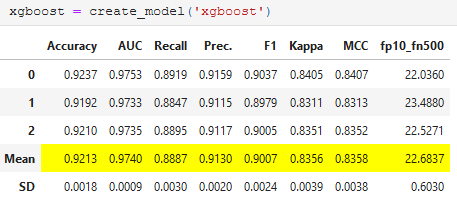 xgboost = create_model('xgboost')
Accuracy AUC Recall Prec. F1 Kappa MCC fp10_fn500
0 0.9237 0.9753 0.8919 0.9159 0.9037 0.8405 0.8407 22.0360
1 0.9192 0.9733 0.8847 0.9115 0.8979 0.8311 0.8313 23.4880
2 0.9210 0.9735 0.8895 0.9117 0.9005 0.8351 0.8352 22.5271
Mean 0.9213 0.9740 0.8887 0.9130 0.9007 0.8356 0.8358 22.6837
SD 0.0018 0.0009 0.0030 0.0020 0.0024 0.0039 0.0038 0.6030